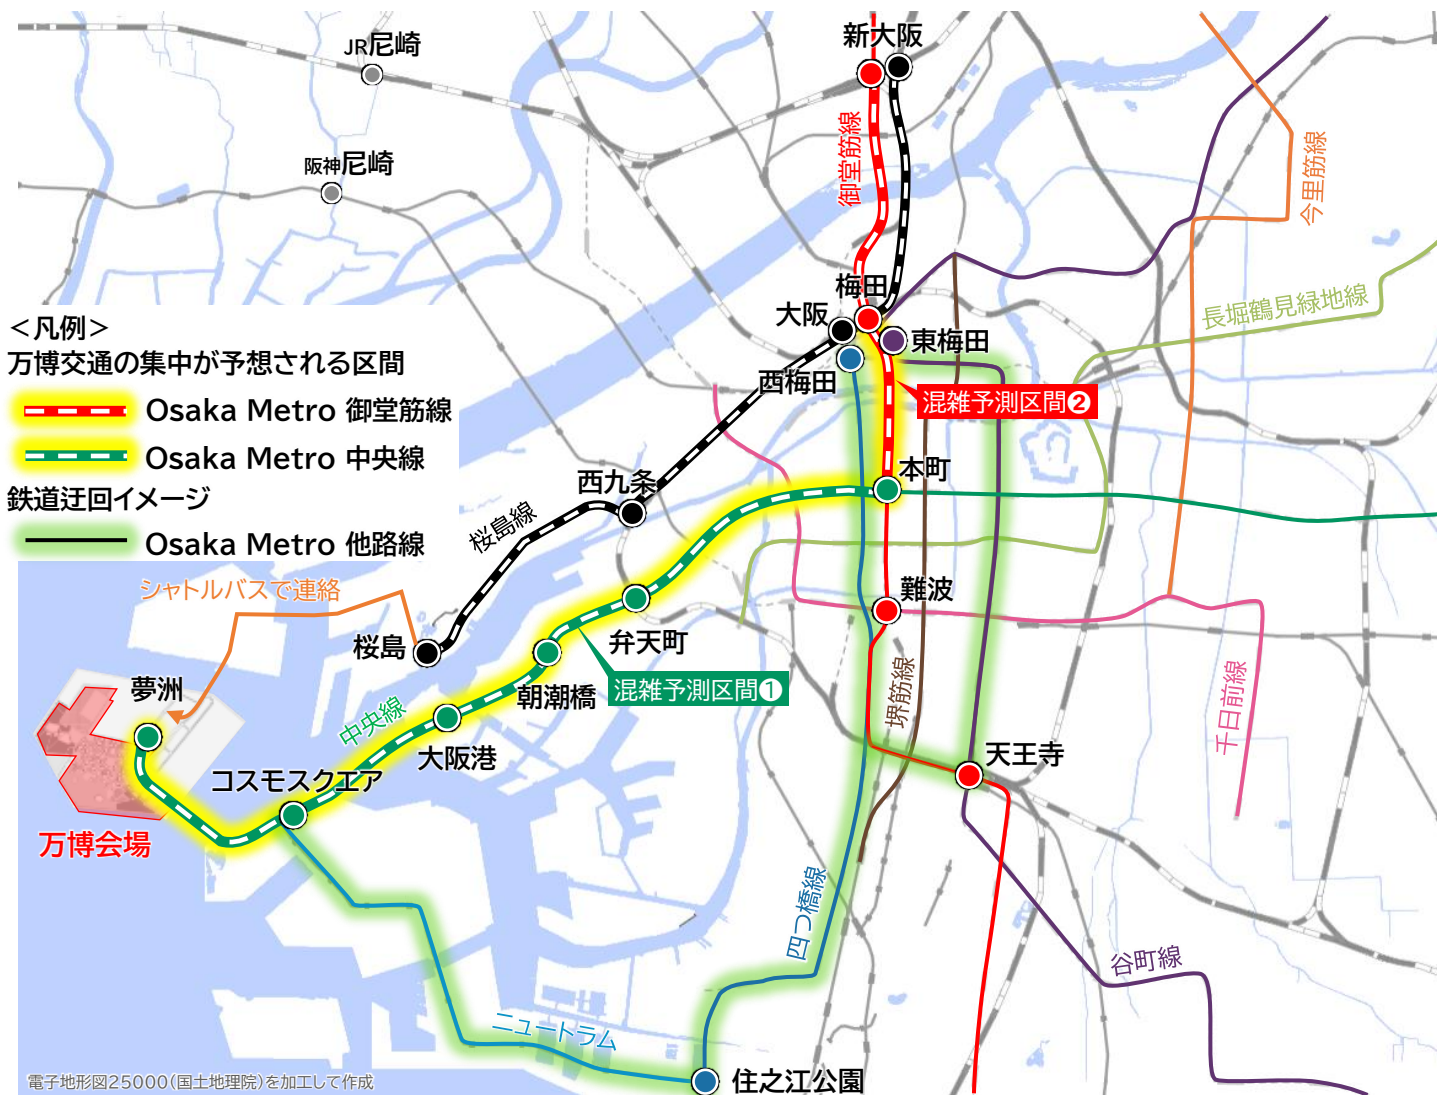 JR尼崎
新大阪
阪神尼崎
御堂筋線
今里筋線
梅田
大阪
東梅田
西梅田
長堀鶴見緑地線
<凡例>
万博交通の集中が予想される区間
Osaka Metro 御堂筋線
Osaka Metro 中央線
鉄道迂回イメージ
Osaka Metro 他路線
混雑予測区間❷
本町
西九条
桜島線
シャトルバスで連絡
難波
桜島
弁天町
混雑予測区間❶
朝潮橋
夢洲
中央線
大阪港
コスモスクエア
堺筋線
千日前線
天王寺
万博会場
四つ橋線
谷町線
ニュートラム
住之江公園
電子地形図25000(国土地理院)を加工して作成